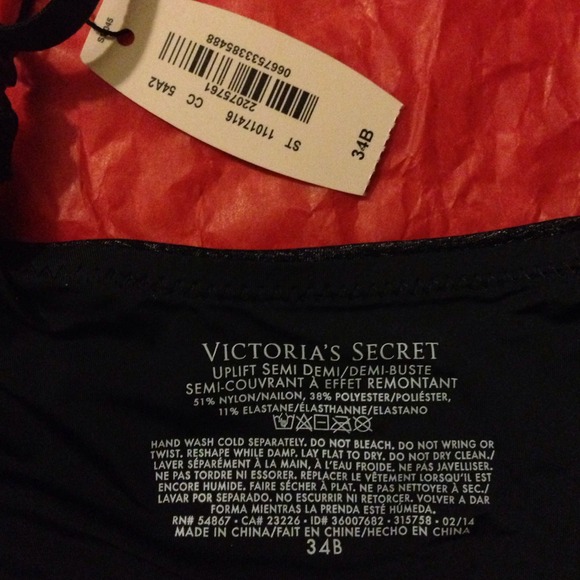 0667533385488
22075761
ST 11017416 CC 54A2
34B
VICTORIA'S SECRET
UPLIFT SEMI DEMI/DEMI-BUSTE
SEMI-COUVRANT À EFFET REMONTANT
51% NYLON/NAILON, 38% POLYESTER/POLIÉSTER,
11% ELASTANE/ÉLASTHANNE/ELASTANO
HAND WASH COLD SEPARATELY. DO NOT BLEACH. DO NOT WRING OR
TWIST. RESHAPE WHILE DAMP. LAY FLAT TO DRY. DO NOT DRY CLEAN./
LAVER SÉPARÉMENT À LA MAIN, À L'EAU FROIDE. NE PAS JAVELLISER.
NE PAS TORDRE NI ESSORER. REPLACER LE VÊTEMENT LORSQU'IL EST
ENCORE HUMIDE. FAIRE SÉCHER À PLAT. NE PAS NETTOYER À SEC./
LAVAR POR SEPARADO. NO ESCURRIR NI RETORCER. VOLVER A DAR
FORMA MIENTRAS LA PRENDA ESTÉ HÚMEDA.
RN# 54867 • CA# 23226 • ID# 36007682 • 315758 • 02/14
MADE IN CHINA/FAIT EN CHINE/HECHO EN CHINA
34B